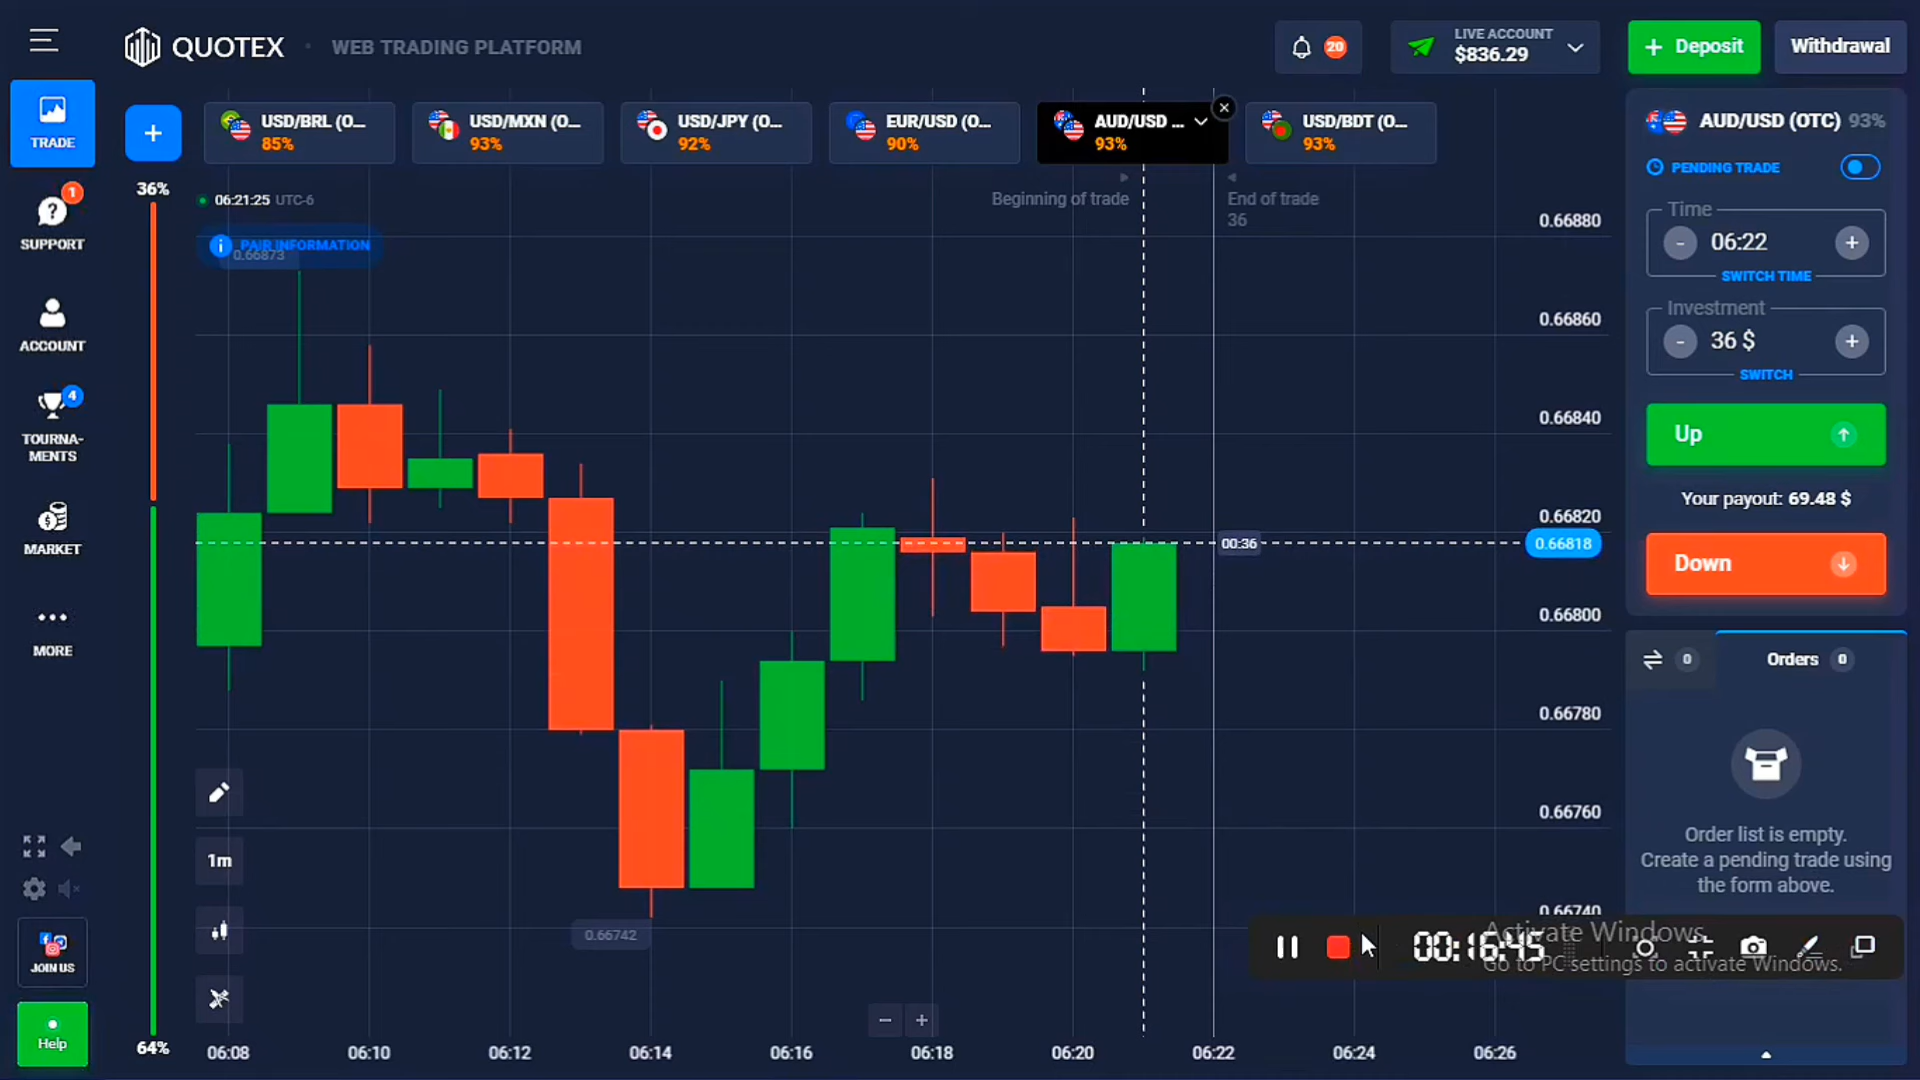 QUOTEX
WEB TRADING PLATFORM
20
LIVE ACCOUNT
$836.29
+ Deposit
Withdrawal
TRADE
+
USD/BRL (O...
85%
USD/MXN (O...
93%
USD/JPY (O...
92%
EUR/USD (O...
90%
AUD/USD ...
93%
USD/BDT (O...
93%
AUD/USD (OTC) 93%
PENDING TRADE
Time
- 06:22 +
SWITCH TIME
Investment
- 36 $ +
SWITCH
Up
Your payout: 69.48 $
Down
0
Orders 0
Order list is empty.
Create a pending trade using
the form above.
1
SUPPORT
ACCOUNT
4
TOURNA-
MENTS
MARKET
MORE
JOIN US
Help
36%
64%
06:21:25 UTC-6
PAIR INFORMATION
0.66873
Beginning of trade
End of trade
36
0.66880
0.66860
0.66840
0.66820
0.66818
00:36
0.66800
0.66780
0.66760
0.66740
0.66742
1m
- +
06:08
06:10
06:12
06:14
06:16
06:18
06:20
06:22
06:24
06:26
00:16:45
Activate Windows
Go to PC settings to activate Windows.